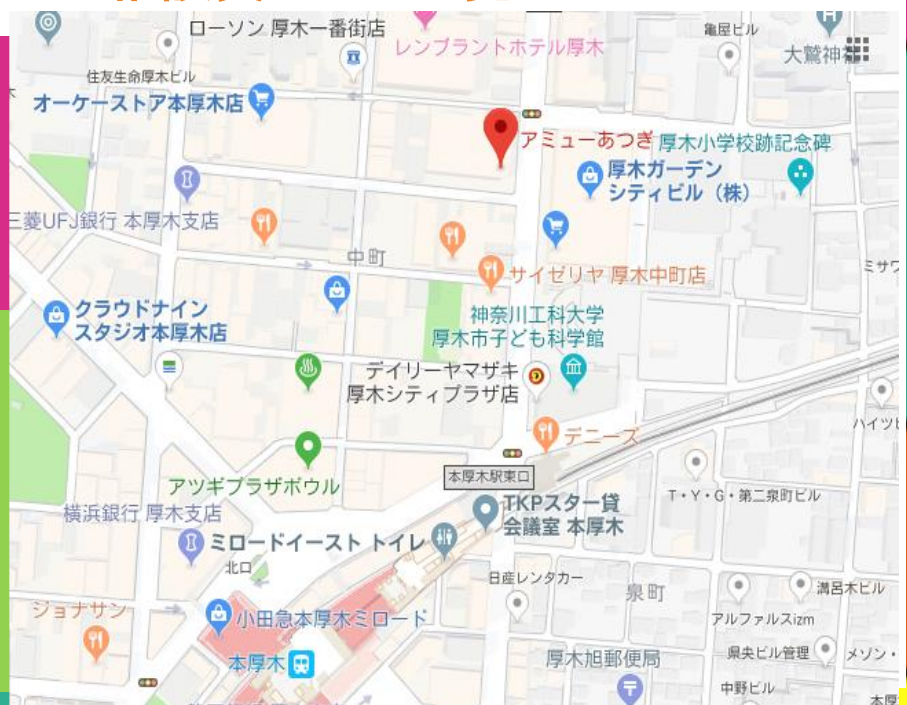 ローソン 厚木一番街店
レンブラントホテル厚木
亀屋ビル
大鷲神社
住友生命厚木ビル
オーケーストア本厚木店
アミューあつぎ
厚木小学校跡記念碑
厚木ガーデン
シティビル（株）
三菱UFJ銀行 本厚木支店
中町
サイゼリヤ 厚木中町店
ミサワ
クラウドナイン
スタジオ本厚木店
神奈川工科大学
厚木市子ども科学館
デイリーヤマザキ
厚木シティプラザ店
ハイツ
デニーズ
本厚木駅東口
アツギプラザボウル
T・Y・G・第二泉町ビル
TKPスター貸
会議室 本厚木
横浜銀行 厚木支店
ミロードイースト トイレ
北口
日産レンタカー
泉町
溝呂木ビル
ジョナサン
小田急本厚木ミロード
アルファルスizm
本厚木
厚木旭郵便局
県央ビル管理
メゾン・
中野ビル
本厚